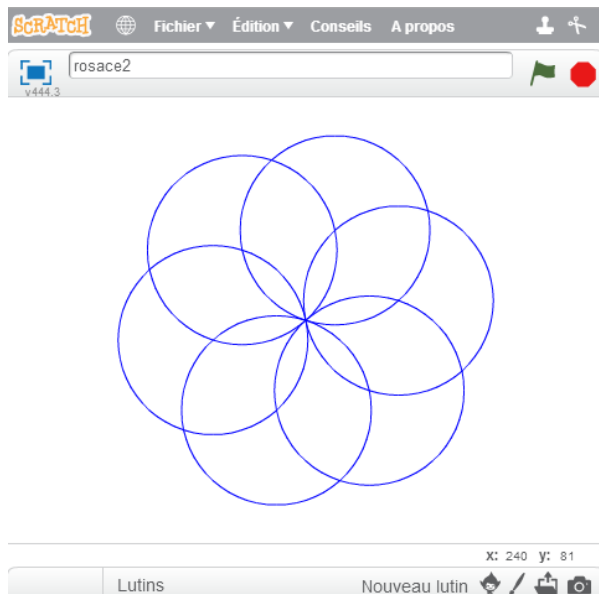 SCRATCH Fichier Édition Conseils A propos
rosace2
v444.3
x: 240 y: 81
Lutins Nouveau lutin